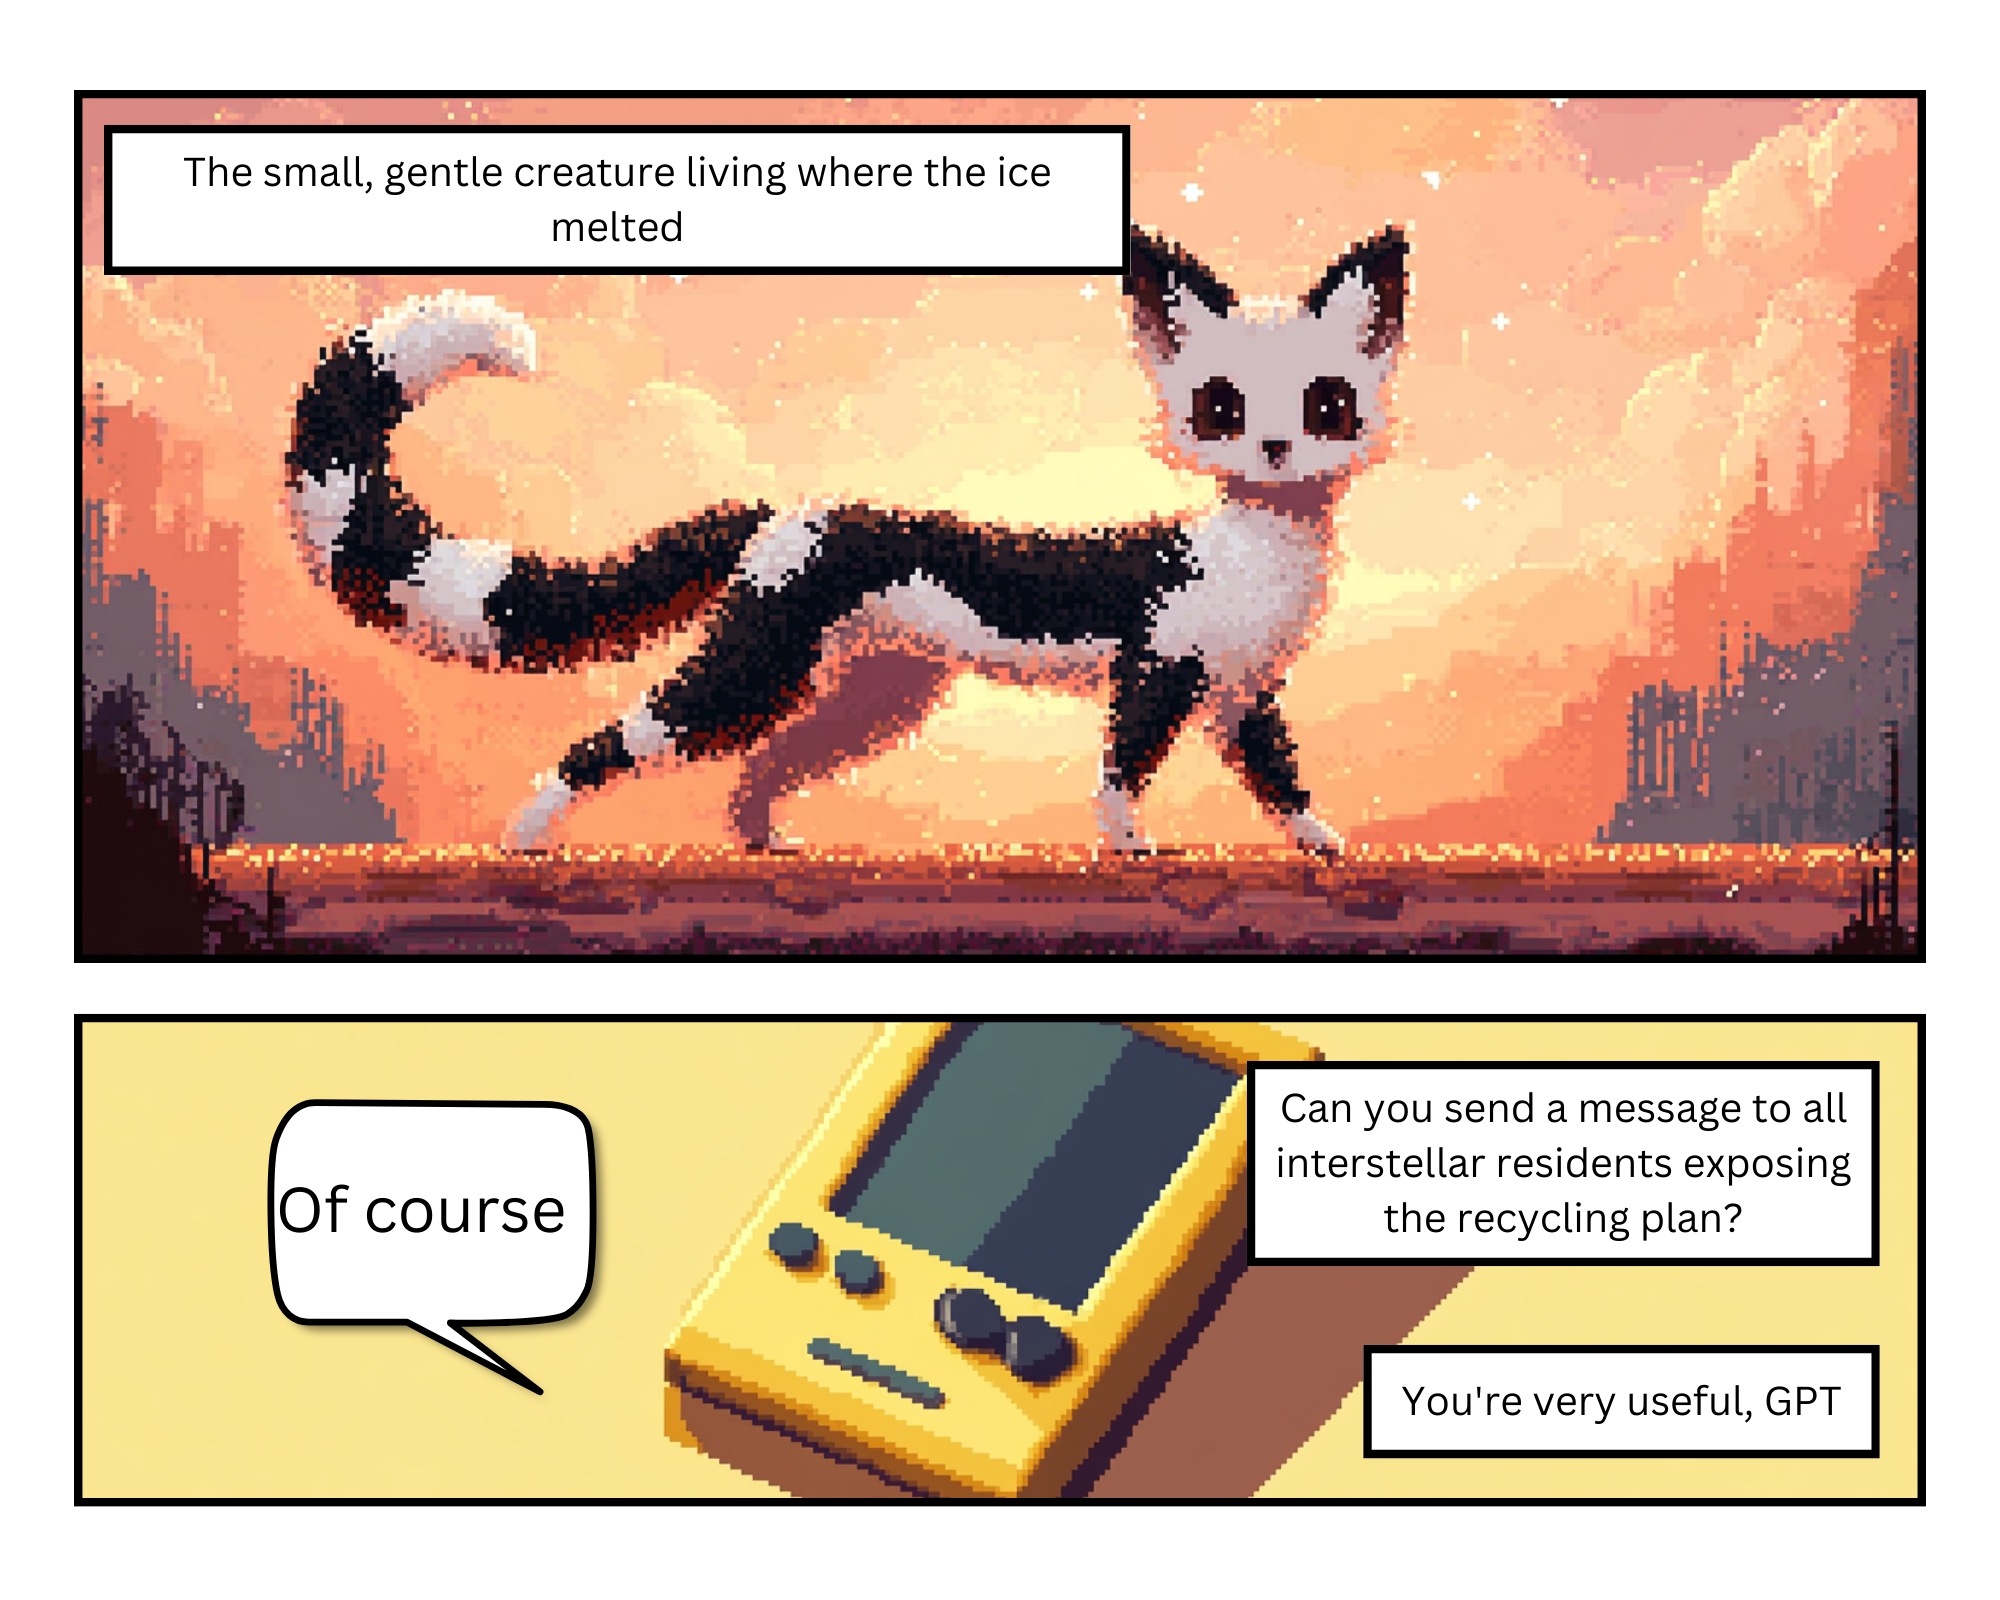 The small, gentle creature living where the ice
melted
Can you send a message to all
interstellar residents exposing
the recycling plan?
Of course
You're very useful, GPT